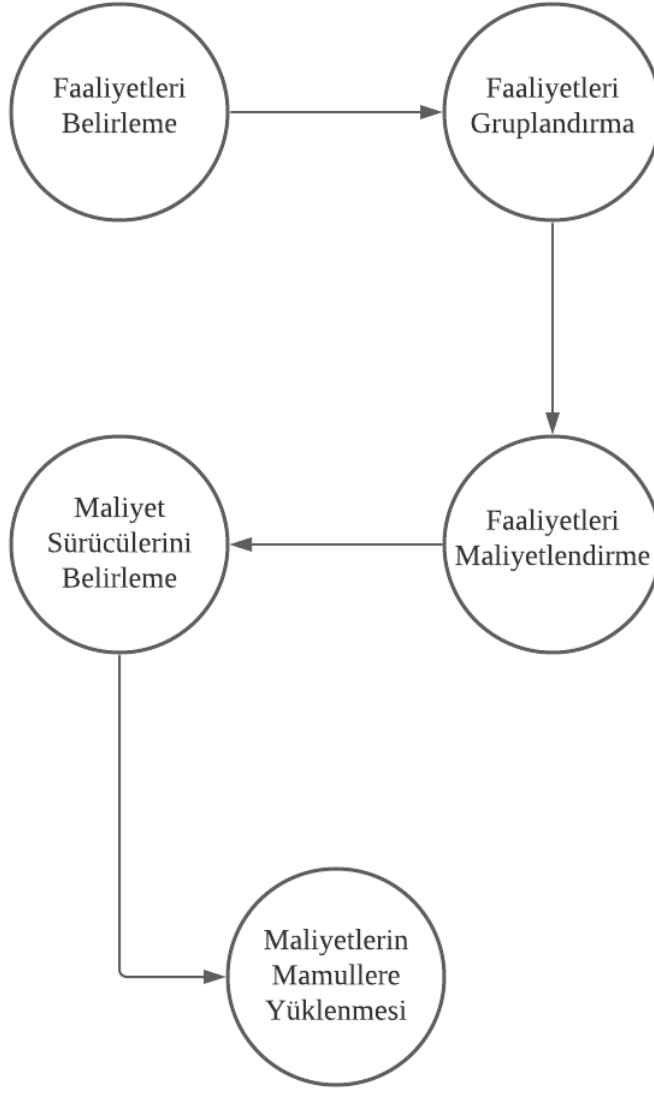 Faaliyetleri
Belirleme
Faaliyetleri
Gruplandırma
Faaliyetleri
Maliyetlendirme
Maliyet
Sürücülerini
Belirleme
Maliyetlerin
Mamullere
Yüklenmesi